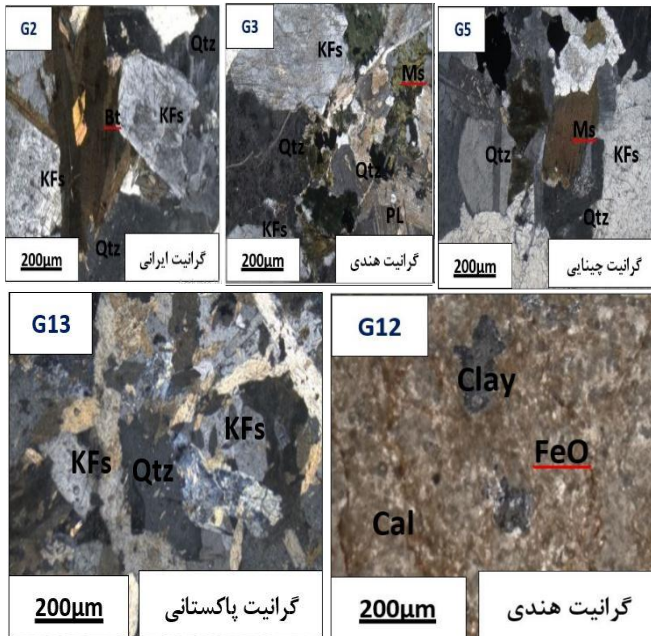 G2
Qtz
Bt
KFs
KFs
Qtz
200µm
گرانیت ایرانی
G3
KFs
Ms
Qtz
Qtz
KFs
PL
200µm
گرانیت هندی
G5
Ms
Qtz
KFs
Qtz
200µm
گرانیت چینایی
G13
KFs
KFs
Qtz
200µm
گرانیت پاکستانی
G12
Clay
FeO
Cal
200µm
گرانیت هندی